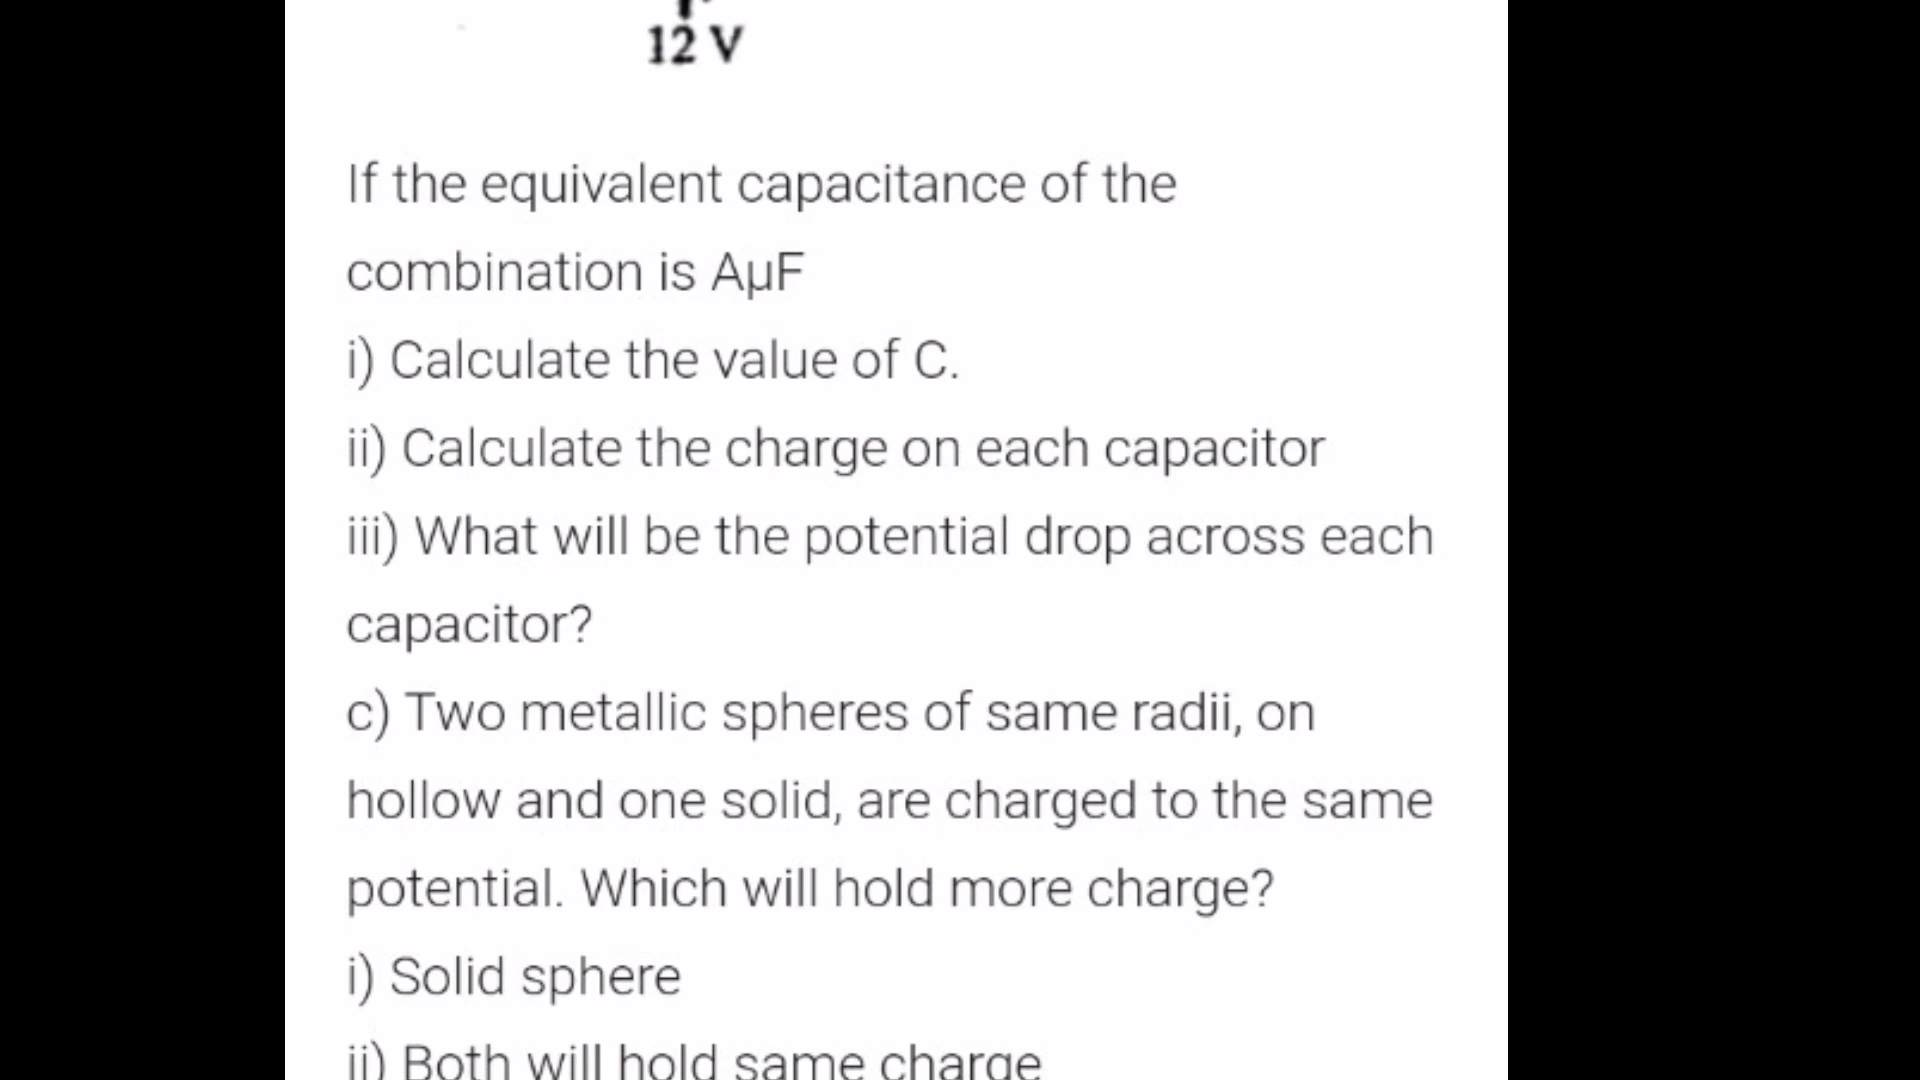 12 V
If the equivalent capacitance of the
combination is AµF
i) Calculate the value of C.
ii) Calculate the charge on each capacitor
iii) What will be the potential drop across each
capacitor?
c) Two metallic spheres of same radii, on
hollow and one solid, are charged to the same
potential. Which will hold more charge?
i) Solid sphere
ii) Both will hold same charge